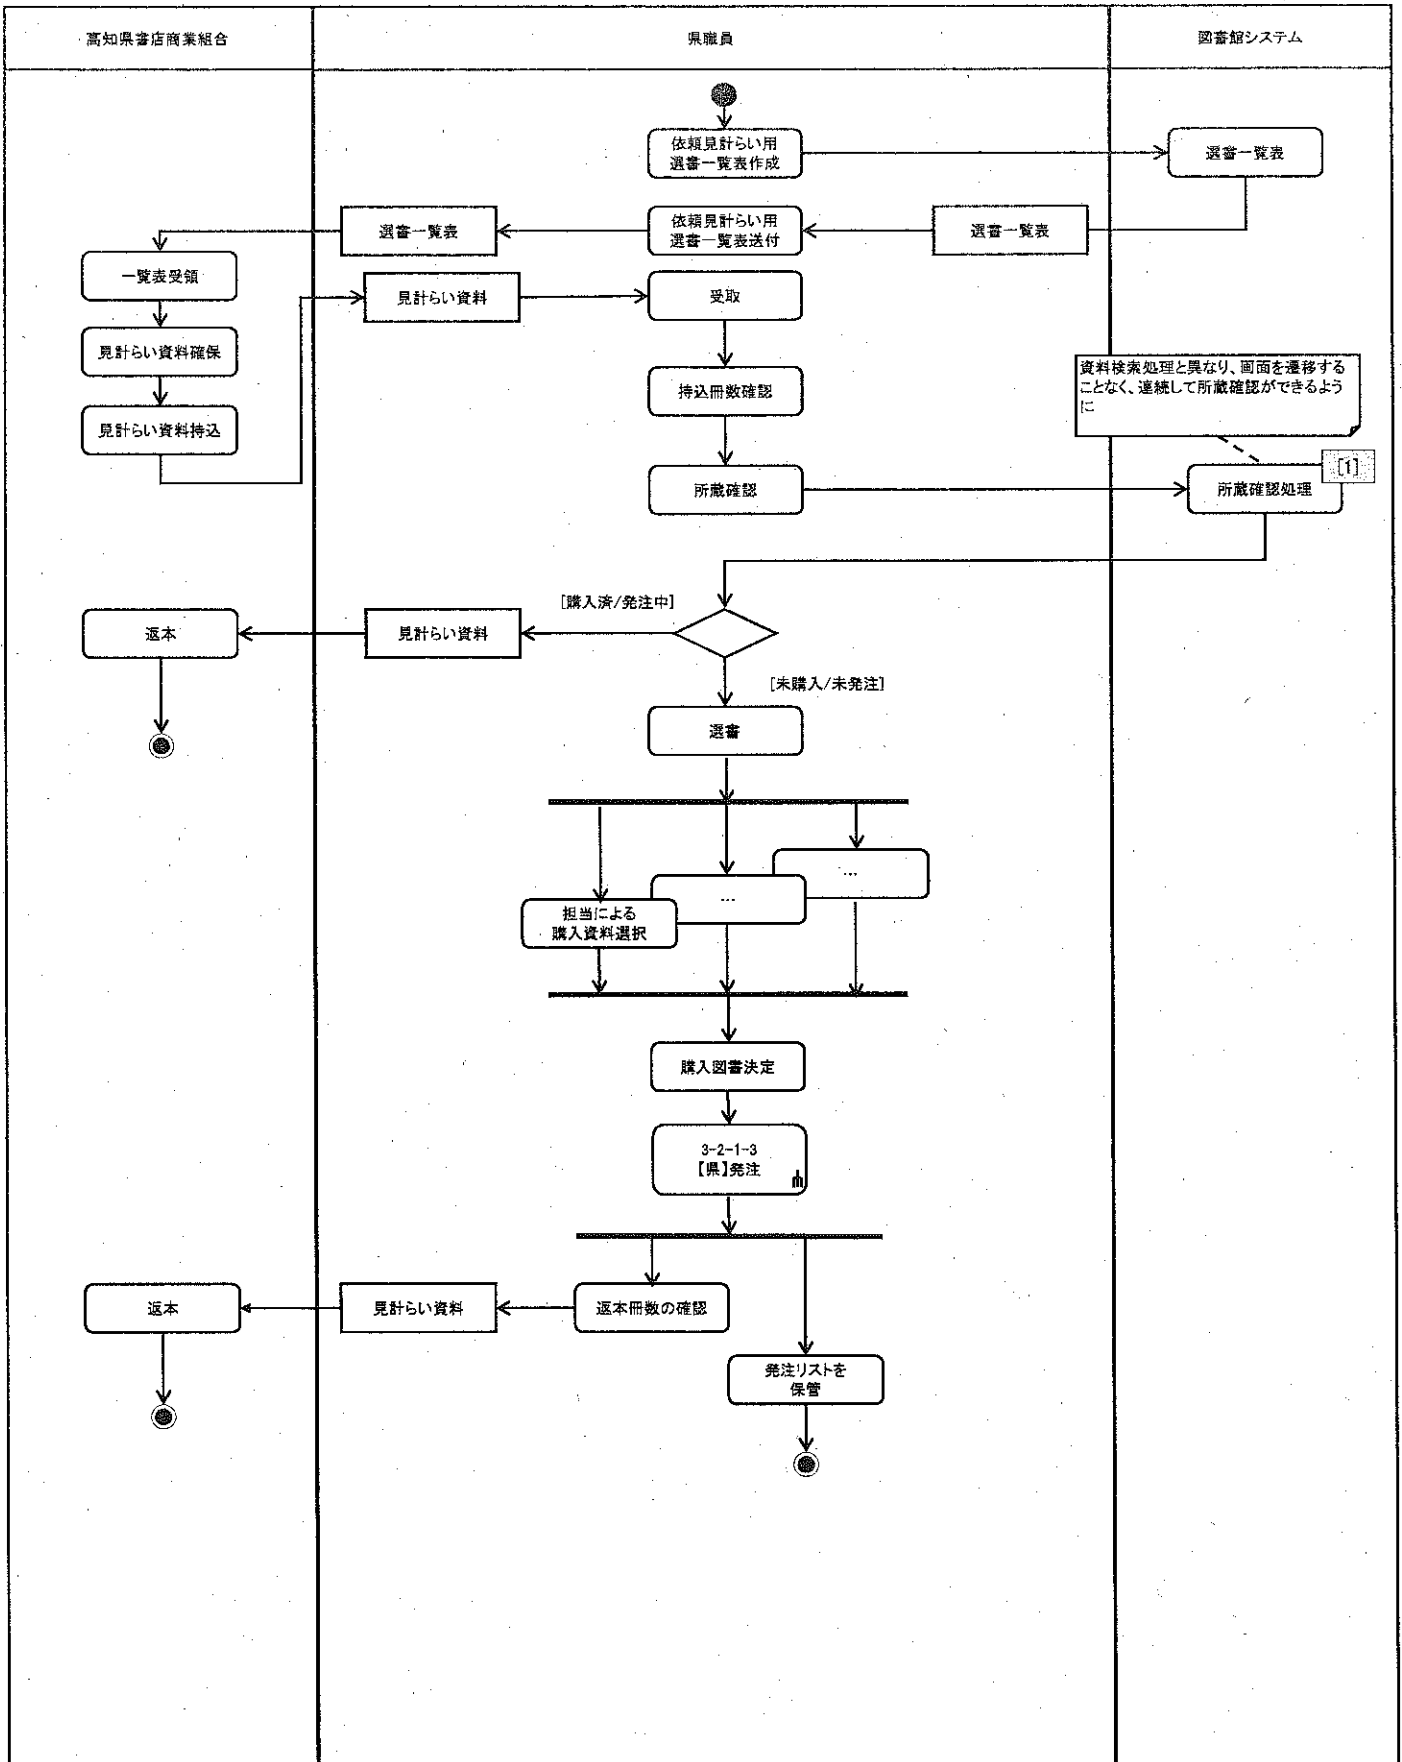 高知県書店商業組合
県職員
図書館システム
依頼見計らい用
選書一覧表作成
選書一覧表
選書一覧表
依頼見計らい用
選書一覧表送付
選書一覧表
一覧表受領
見計らい資料
受取
見計らい資料確保
持込冊数確認
資料検索処理と異なり、画面を遷移する
ことなく、連続して所蔵確認ができるよう
に
見計らい資料持込
所蔵確認
所蔵確認処理
[1]
[購入済/発注中]
返本
見計らい資料
[未購入/未発注]
選書
...
...
担当による
購入資料選択
購入図書決定
3-2-1-3
【県】発注
返本
見計らい資料
返本冊数の確認
発注リストを
保管